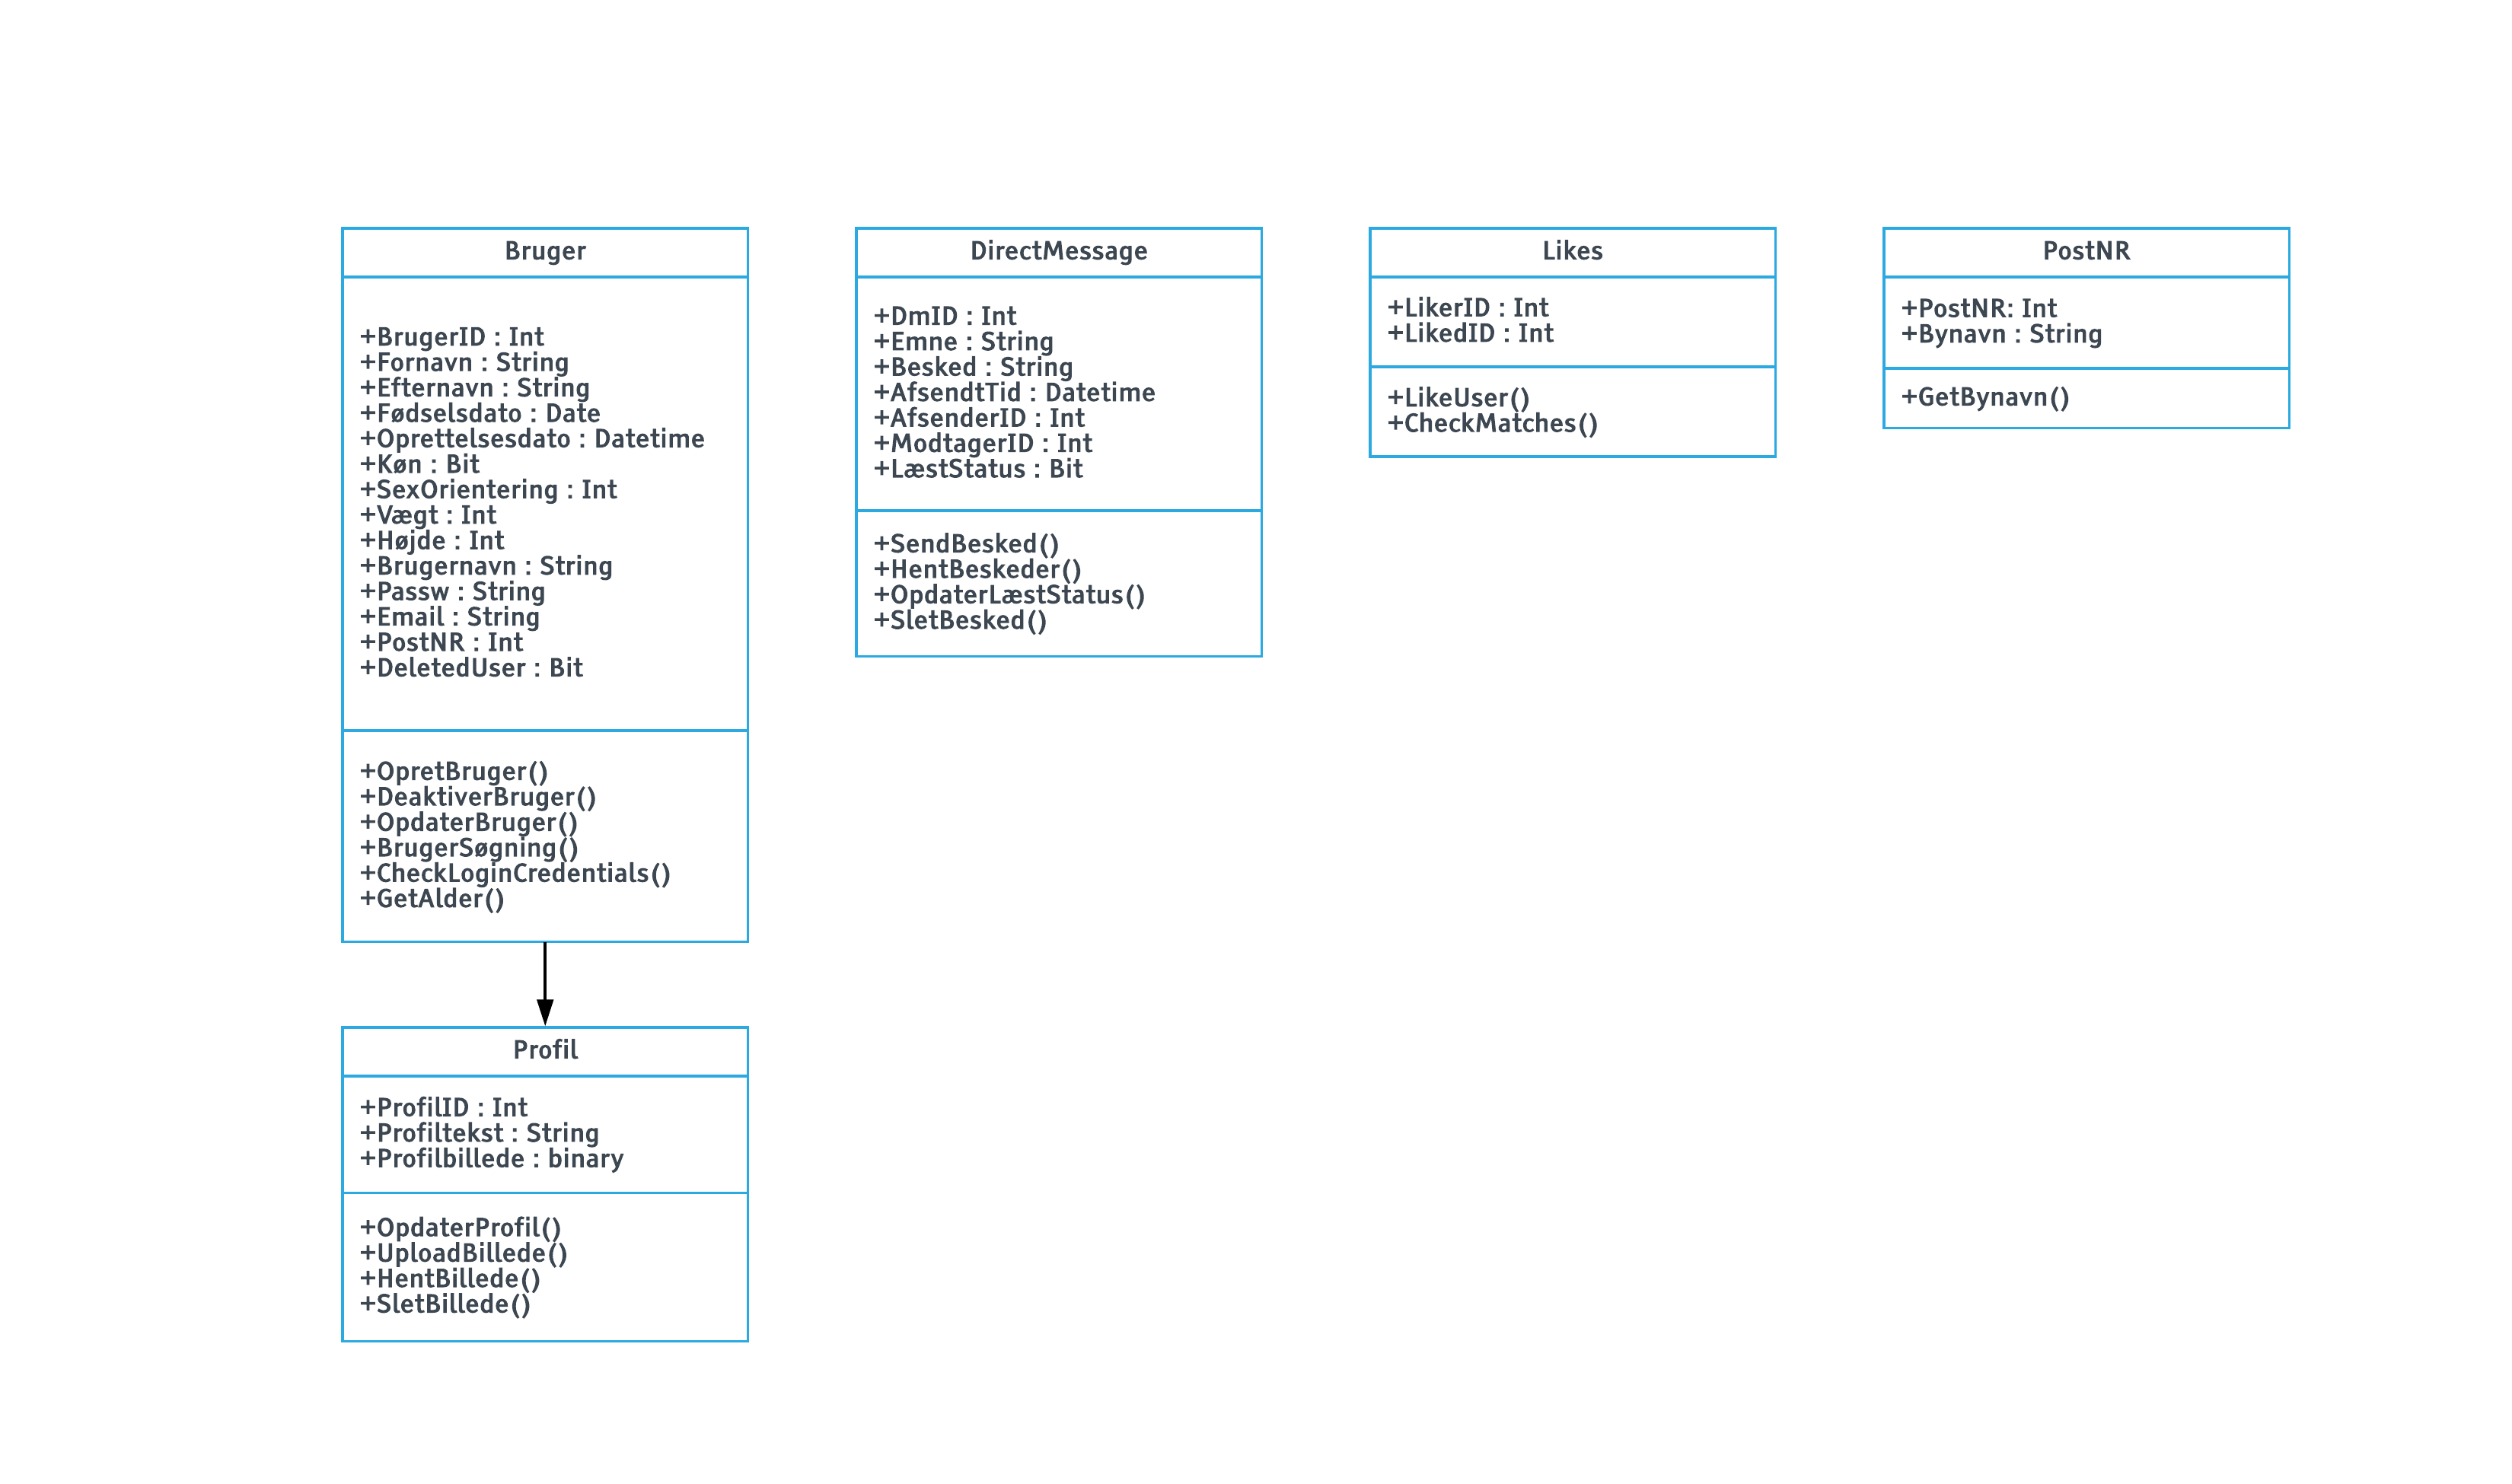 Bruger
+BrugerID : Int
+Fornavn : String
+Efternavn : String
+Fødselsdato : Date
+Oprettelsesdato : Datetime
+Køn : Bit
+SexOrientering : Int
+Vægt : Int
+Højde : Int
+Brugernavn : String
+Passw : String
+Email : String
+PostNR : Int
+DeletedUser : Bit
+OpretBruger()
+DeaktiverBruger()
+OpdaterBruger()
+BrugerSøgning()
+CheckLoginCredentials()
+GetAlder()
DirectMessage
+DmID : Int
+Emne : String
+Besked : String
+AfsendtTid : Datetime
+AfsenderID : Int
+ModtagerID : Int
+LæstStatus : Bit
+SendBesked()
+HentBeskeder()
+OpdaterLæstStatus()
+SletBesked()
Likes
+LikerID : Int
+LikedID : Int
+LikeUser()
+CheckMatches()
PostNR
+PostNR: Int
+Bynavn : String
+GetBynavn()
Profil
+ProfilID : Int
+Profiltekst : String
+Profilbillede : binary
+OpdaterProfil()
+UploadBillede()
+HentBillede()
+SletBillede()